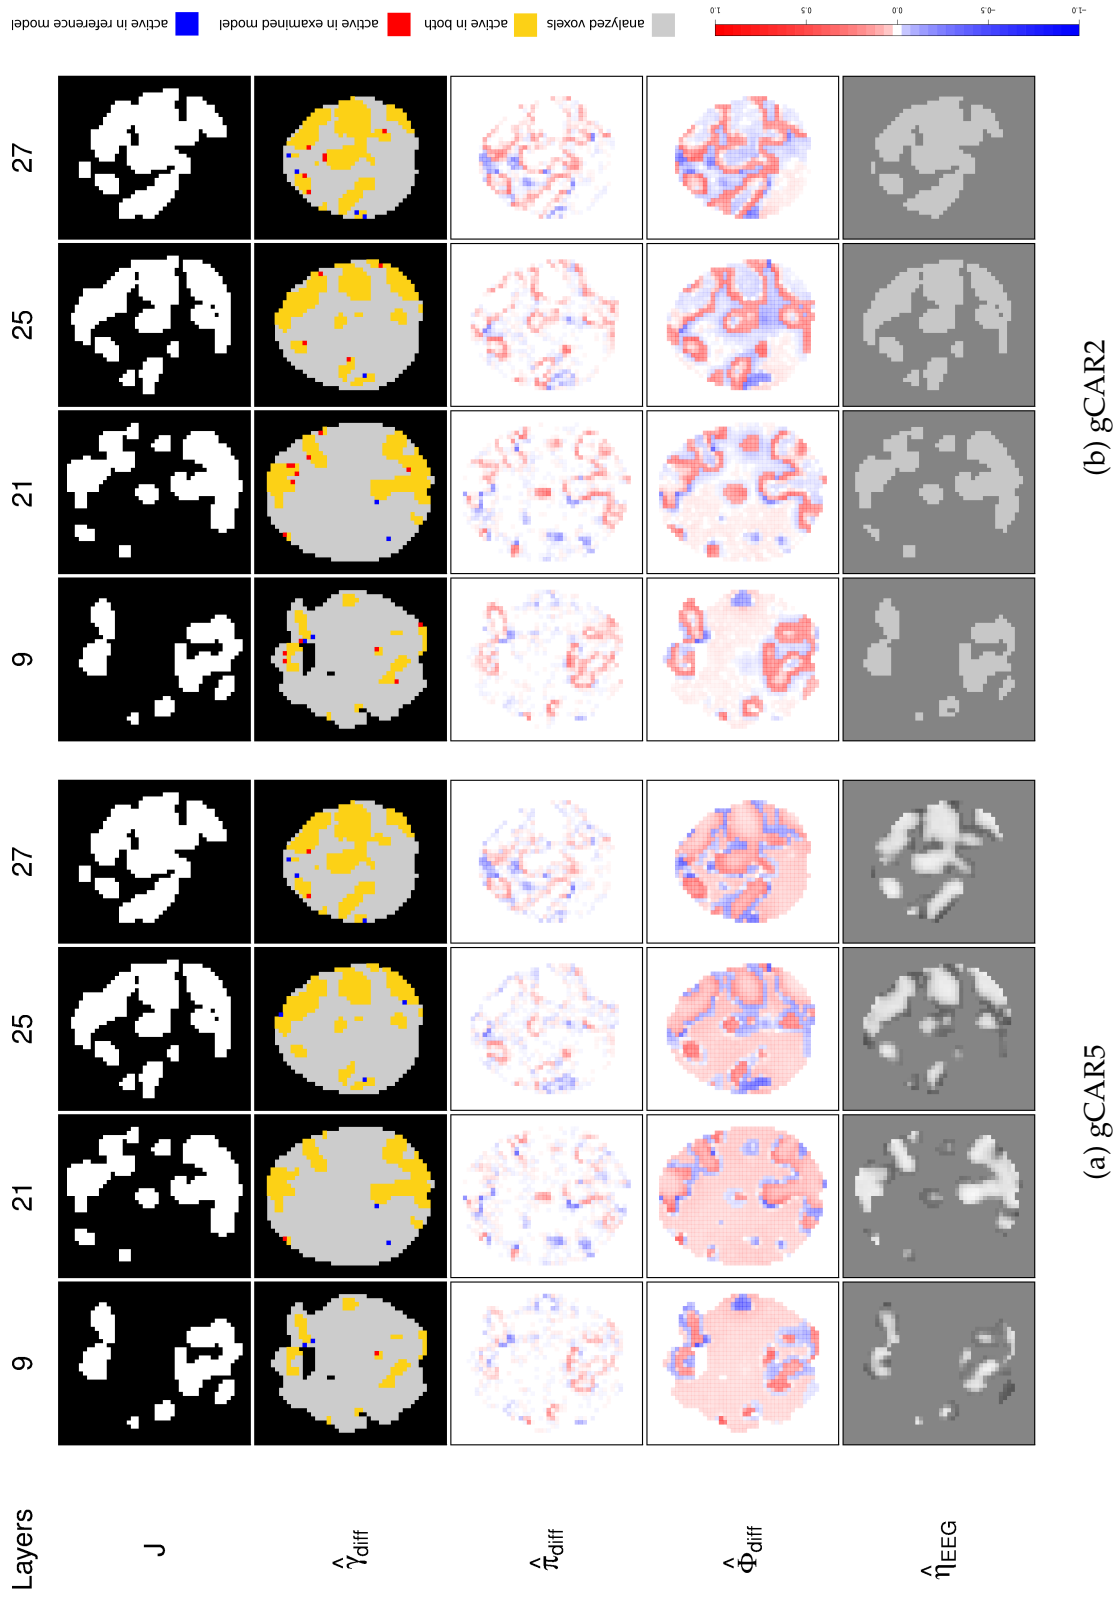 Layers
9
21
25
27
9
21
25
27
J
γ̂diff
π̂diff
Φ̂diff
η̂EEG
(a) gCAR5
(b) gCAR2
active in reference model
active in examined model
active in both
analyzed voxels
1.0
0.5
0.0
−0.5
−1.0